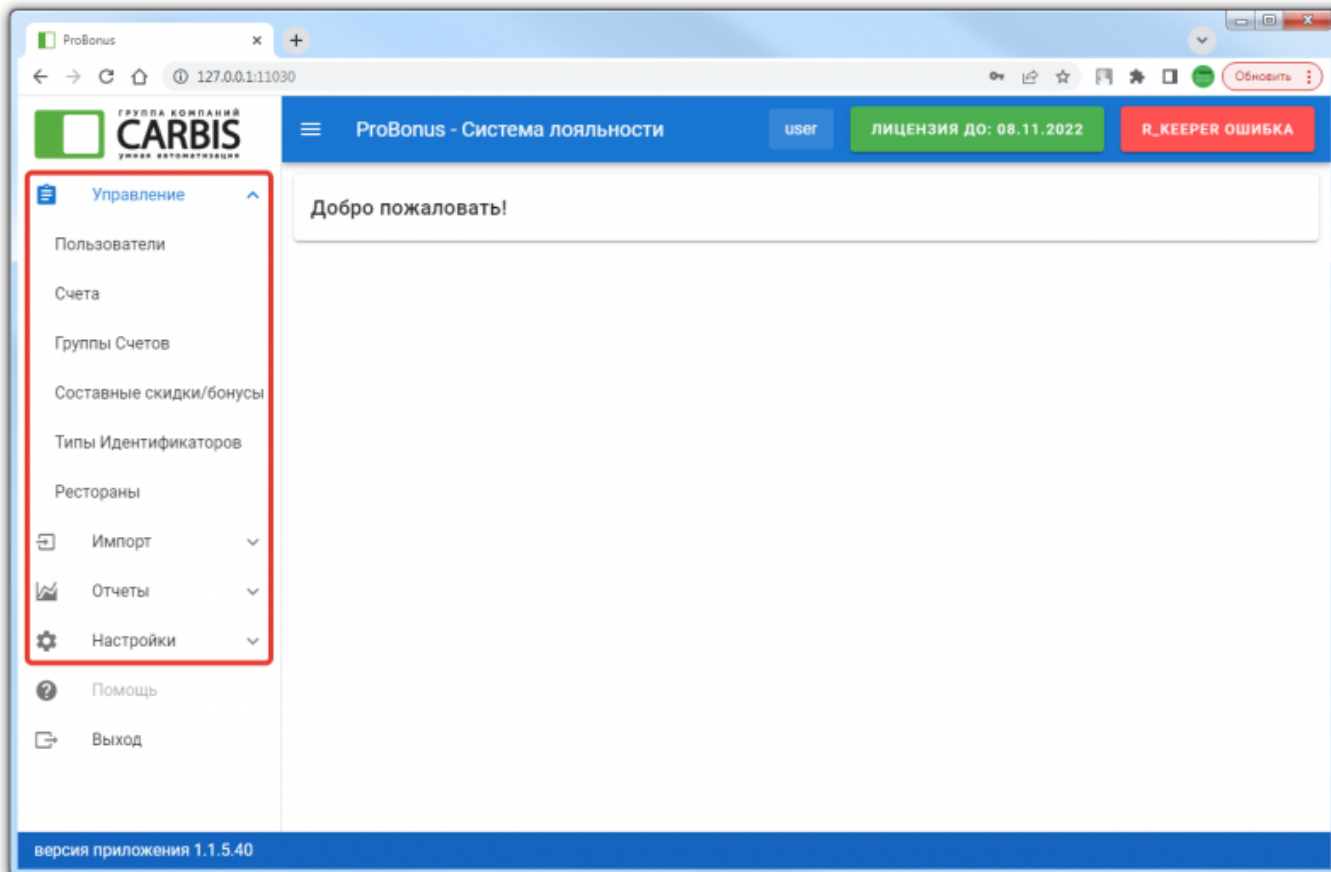 ProBonus
127.0.0.1:11030
Обновить
ГРУППА КОМПАНИЙ
CARBIS
умная автоматизация
ProBonus - Система лояльности
user
ЛИЦЕНЗИЯ ДО: 08.11.2022
R_KEEPER ОШИБКА
Управление
Добро пожаловать!
Пользователи
Счета
Группы Счетов
Составные скидки/бонусы
Типы Идентификаторов
Рестораны
Импорт
Отчеты
Настройки
Помощь
Выход
версия приложения 1.1.5.40